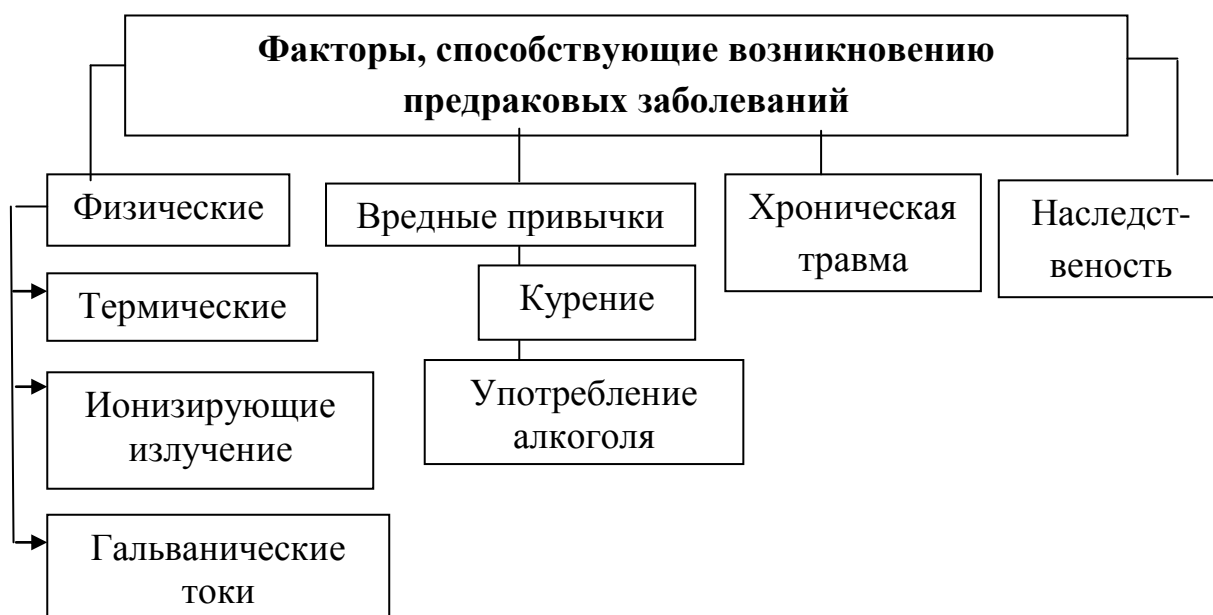 Факторы, способствующие возникновению
предраковых заболеваний
Физические
Вредные привычки
Хроническая
травма
Наследст-
веность
Термические
Курение
Ионизирующие
излучение
Употребление
алкоголя
Гальванические
токи